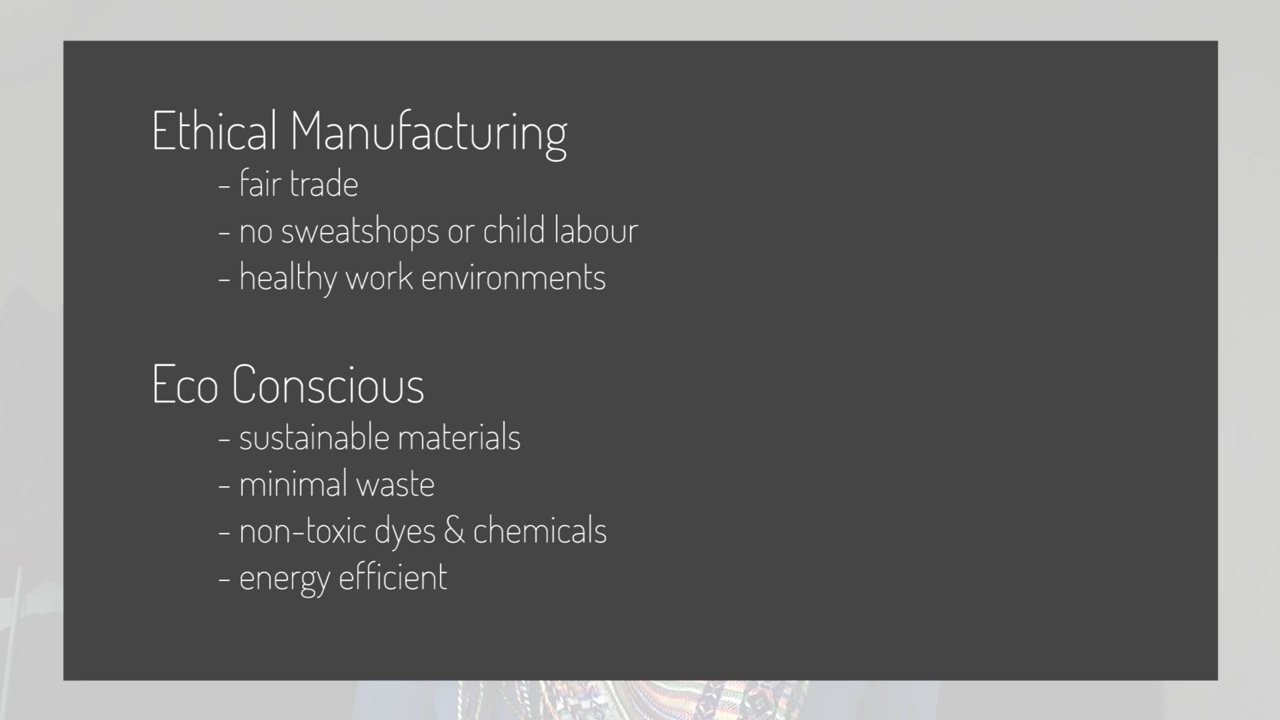 Ethical Manufacturing
- fair trade
- no sweatshops or child labour
- healthy work environments
Eco Conscious
- sustainable materials
- minimal waste
- non-toxic dyes & chemicals
- energy efficient